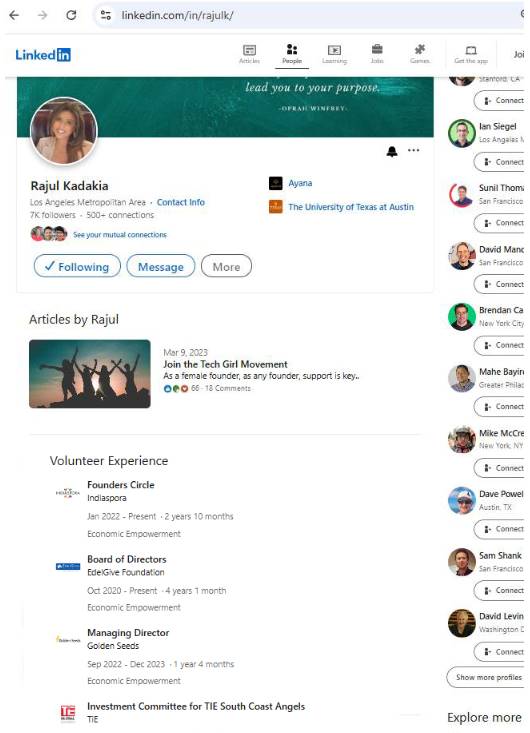 linkedin.com/in/rajulk/
Linked in
Articles
People
Learning
Jobs
Games
Get the app
lead you to your purpose.
-OPRAH WINFREY-
Rajul Kadakia
Los Angeles Metropolitan Area · Contact Info
7K followers · 500+ connections
See your mutual connections
Ayana
The University of Texas at Austin
✓ Following
Message
More
Articles by Rajul
Mar 9, 2023
Join the Tech Girl Movement
As a female founder, as any founder, support is key..
66 · 18 Comments
Volunteer Experience
INDIASPORA
Founders Circle
Indiaspora
Jan 2022 - Present · 2 years 10 months
Economic Empowerment
Board of Directors
EdelGive Foundation
Oct 2020 - Present · 4 years 1 month
Economic Empowerment
Golden Seeds
Managing Director
Golden Seeds
Sep 2022 - Dec 2023 · 1 year 4 months
Economic Empowerment
TiE
Investment Committee for TIE South Coast Angels
TIE
Stanford, CA
Connect
Ian Siegel
Los Angeles M
Connect
Sunil Thoma
San Francisco
Connect
David Mand
San Francisco
Connect
Brendan Ca
New York City
Connect
Mahe Bayire
Greater Philad
Connect
Mike McCre
New York, NY
Connect
Dave Powel
Austin, TX
Connect
Sam Shank
San Francisco
Connect
David Levin
Washington D
Connect
Show more profiles
Explore more